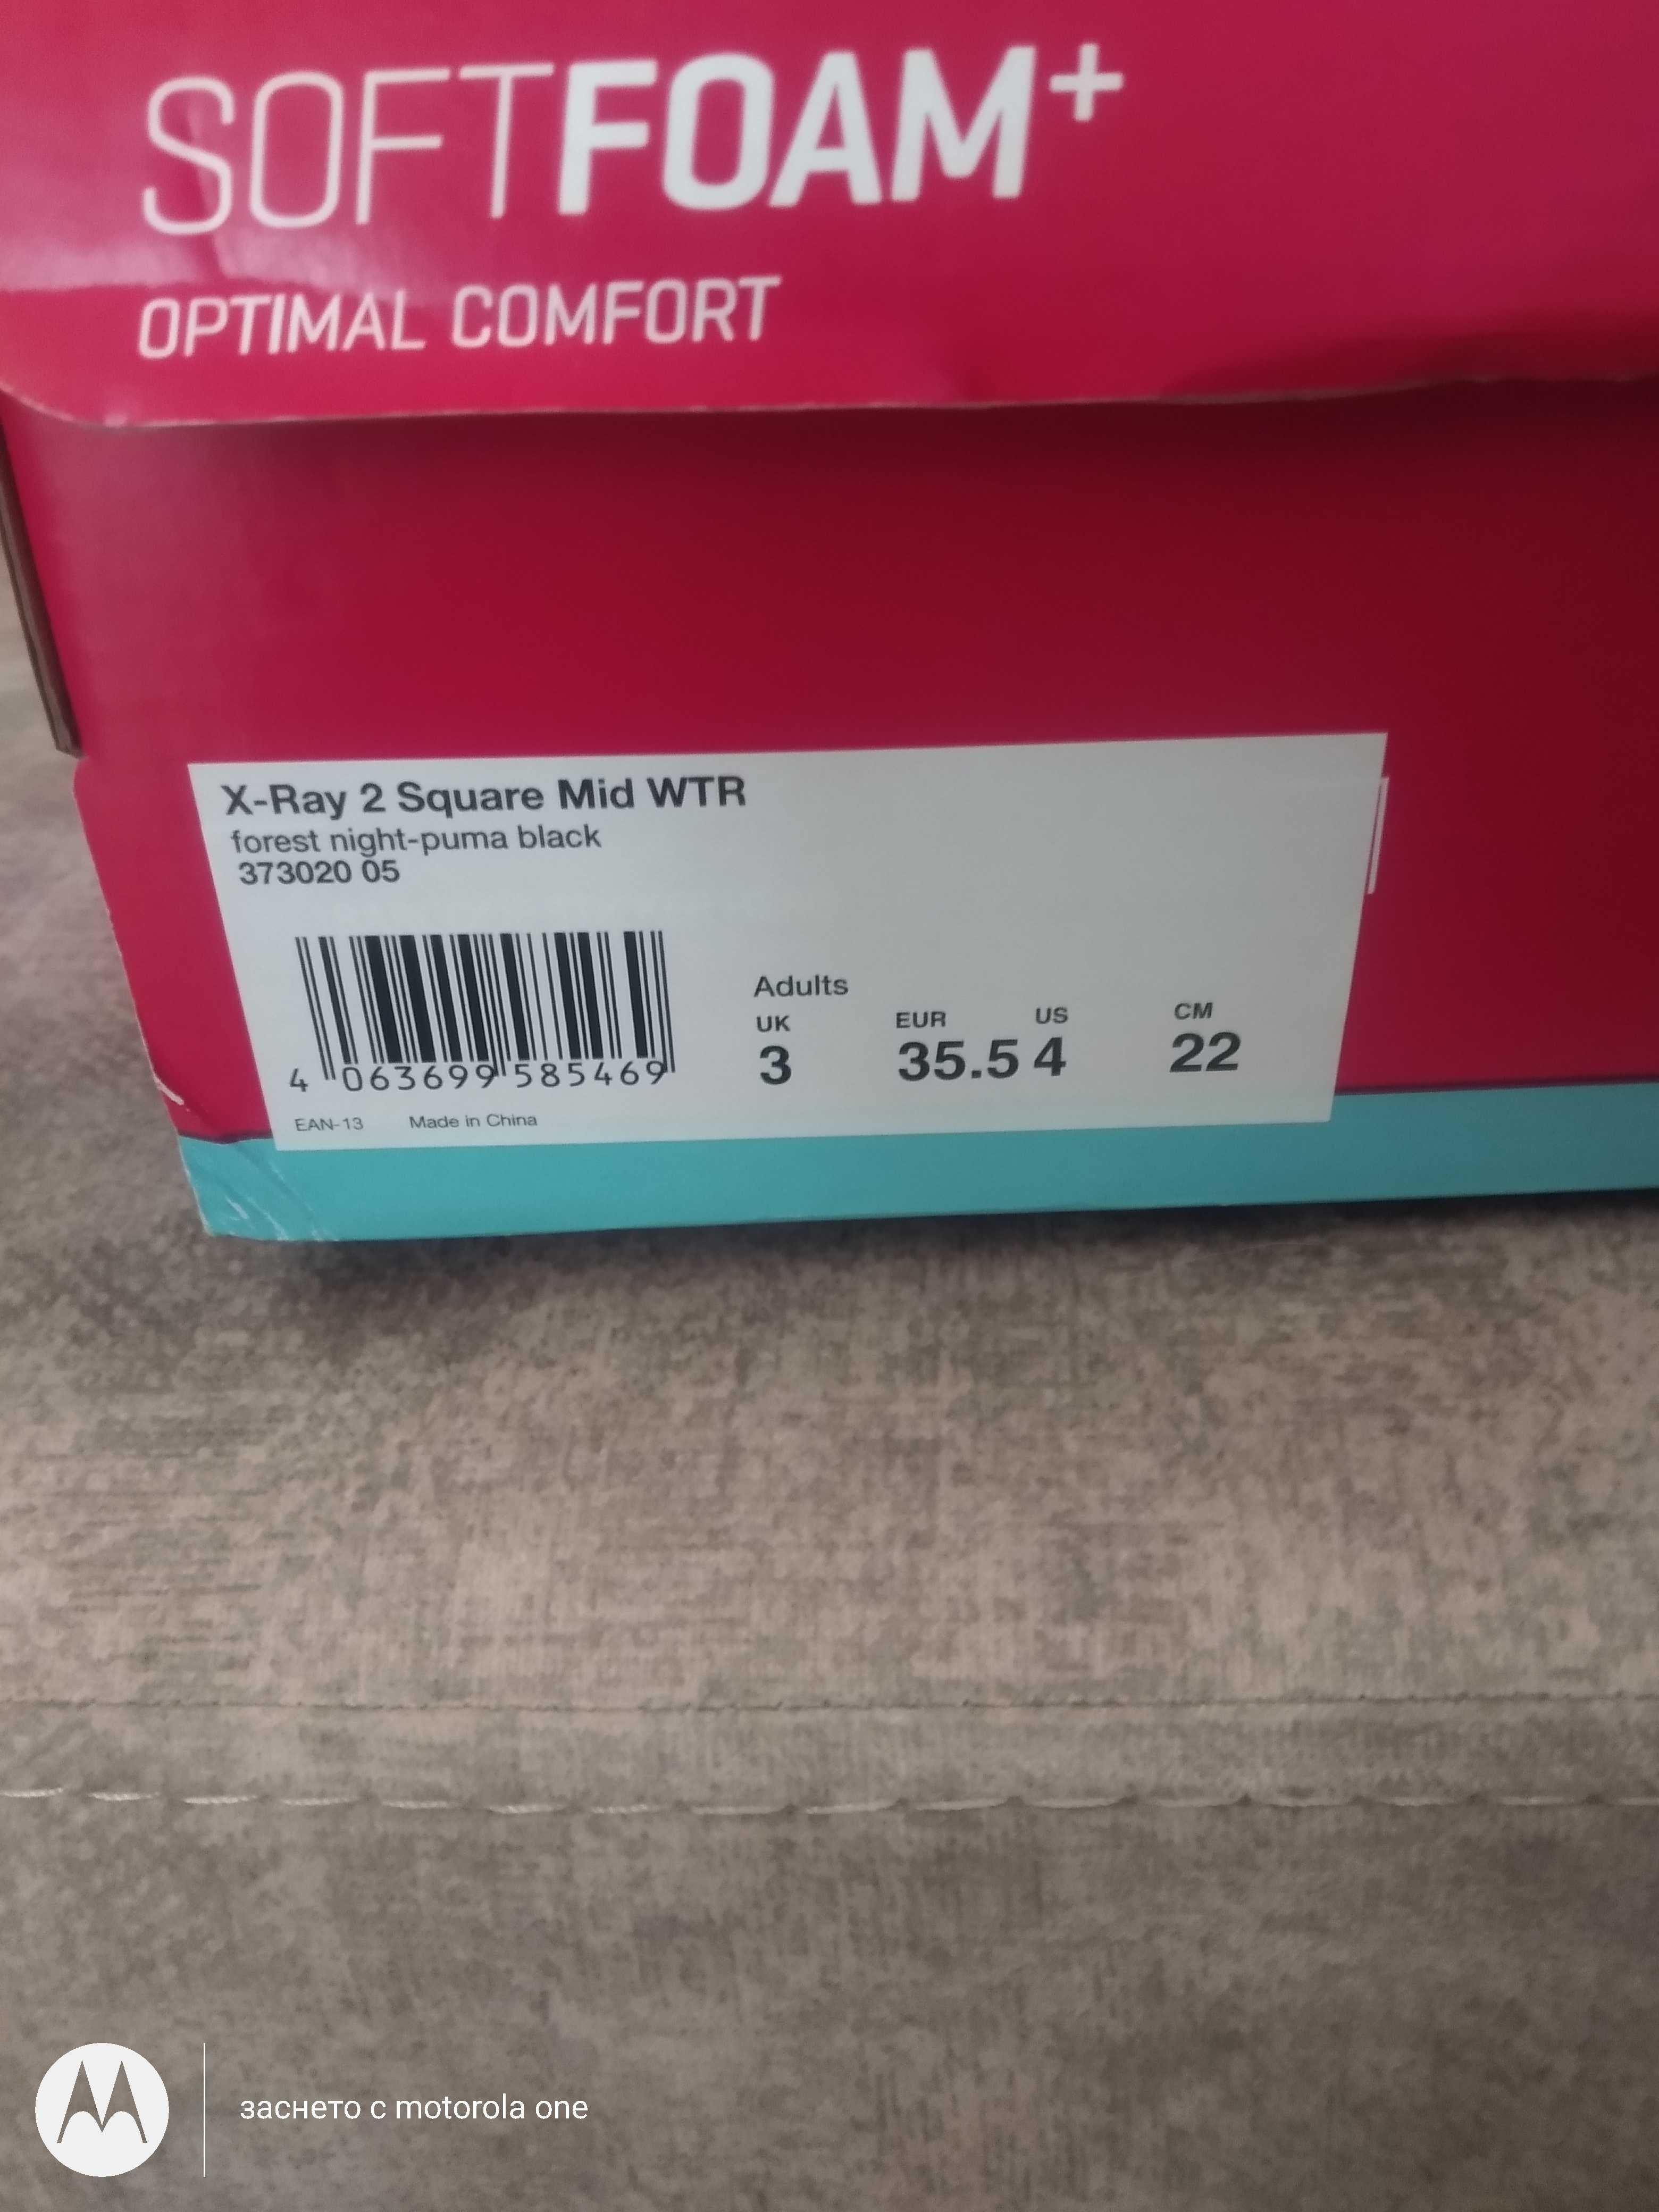 SOFTFOAM+
OPTIMAL COMFORT
X-Ray 2 Square Mid WTR
forest night-puma black
373020 05
Adults
UK EUR US CM
3 35.5 4 22
4 063699 585469
EAN-13 Made in China
заснето с motorola one